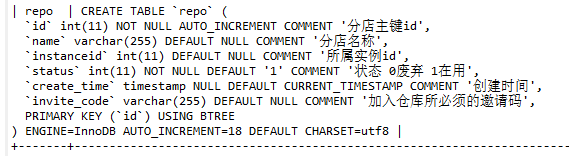 | repo  | CREATE TABLE `repo` (
  `id` int(11) NOT NULL AUTO_INCREMENT COMMENT '分店主键id',
  `name` varchar(255) DEFAULT NULL COMMENT '分店名称',
  `instanceid` int(11) DEFAULT NULL COMMENT '所属实例id',
  `status` int(11) NOT NULL DEFAULT '1' COMMENT '状态 0废弃 1在用',
  `create_time` timestamp NULL DEFAULT CURRENT_TIMESTAMP COMMENT '创建时间',
  `invite_code` varchar(255) DEFAULT NULL COMMENT '加入仓库所必须的邀请码',
  PRIMARY KEY (`id`) USING BTREE
) ENGINE=InnoDB AUTO_INCREMENT=18 DEFAULT CHARSET=utf8 |